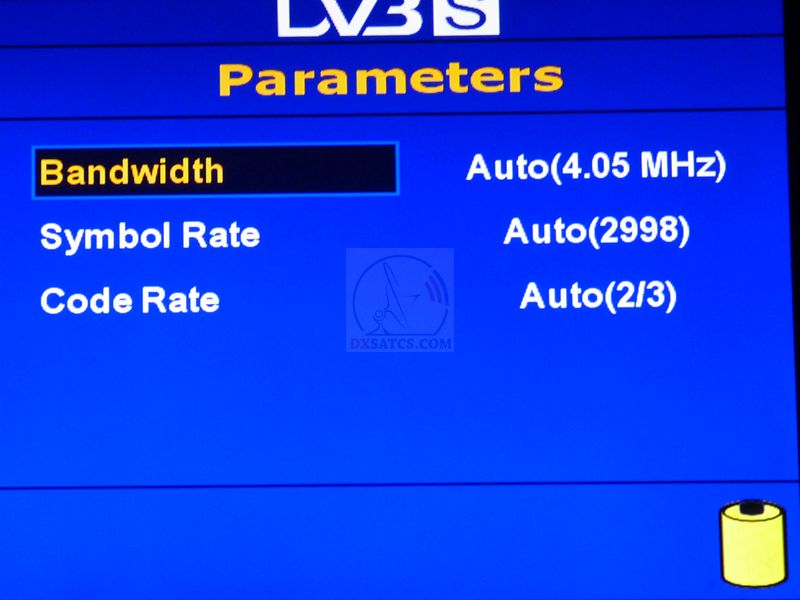 DVB S
Parameters
Bandwidth Auto(4.05 MHz)
Symbol Rate Auto(2998)
Code Rate Auto(2/3)
DXSATCS.COM